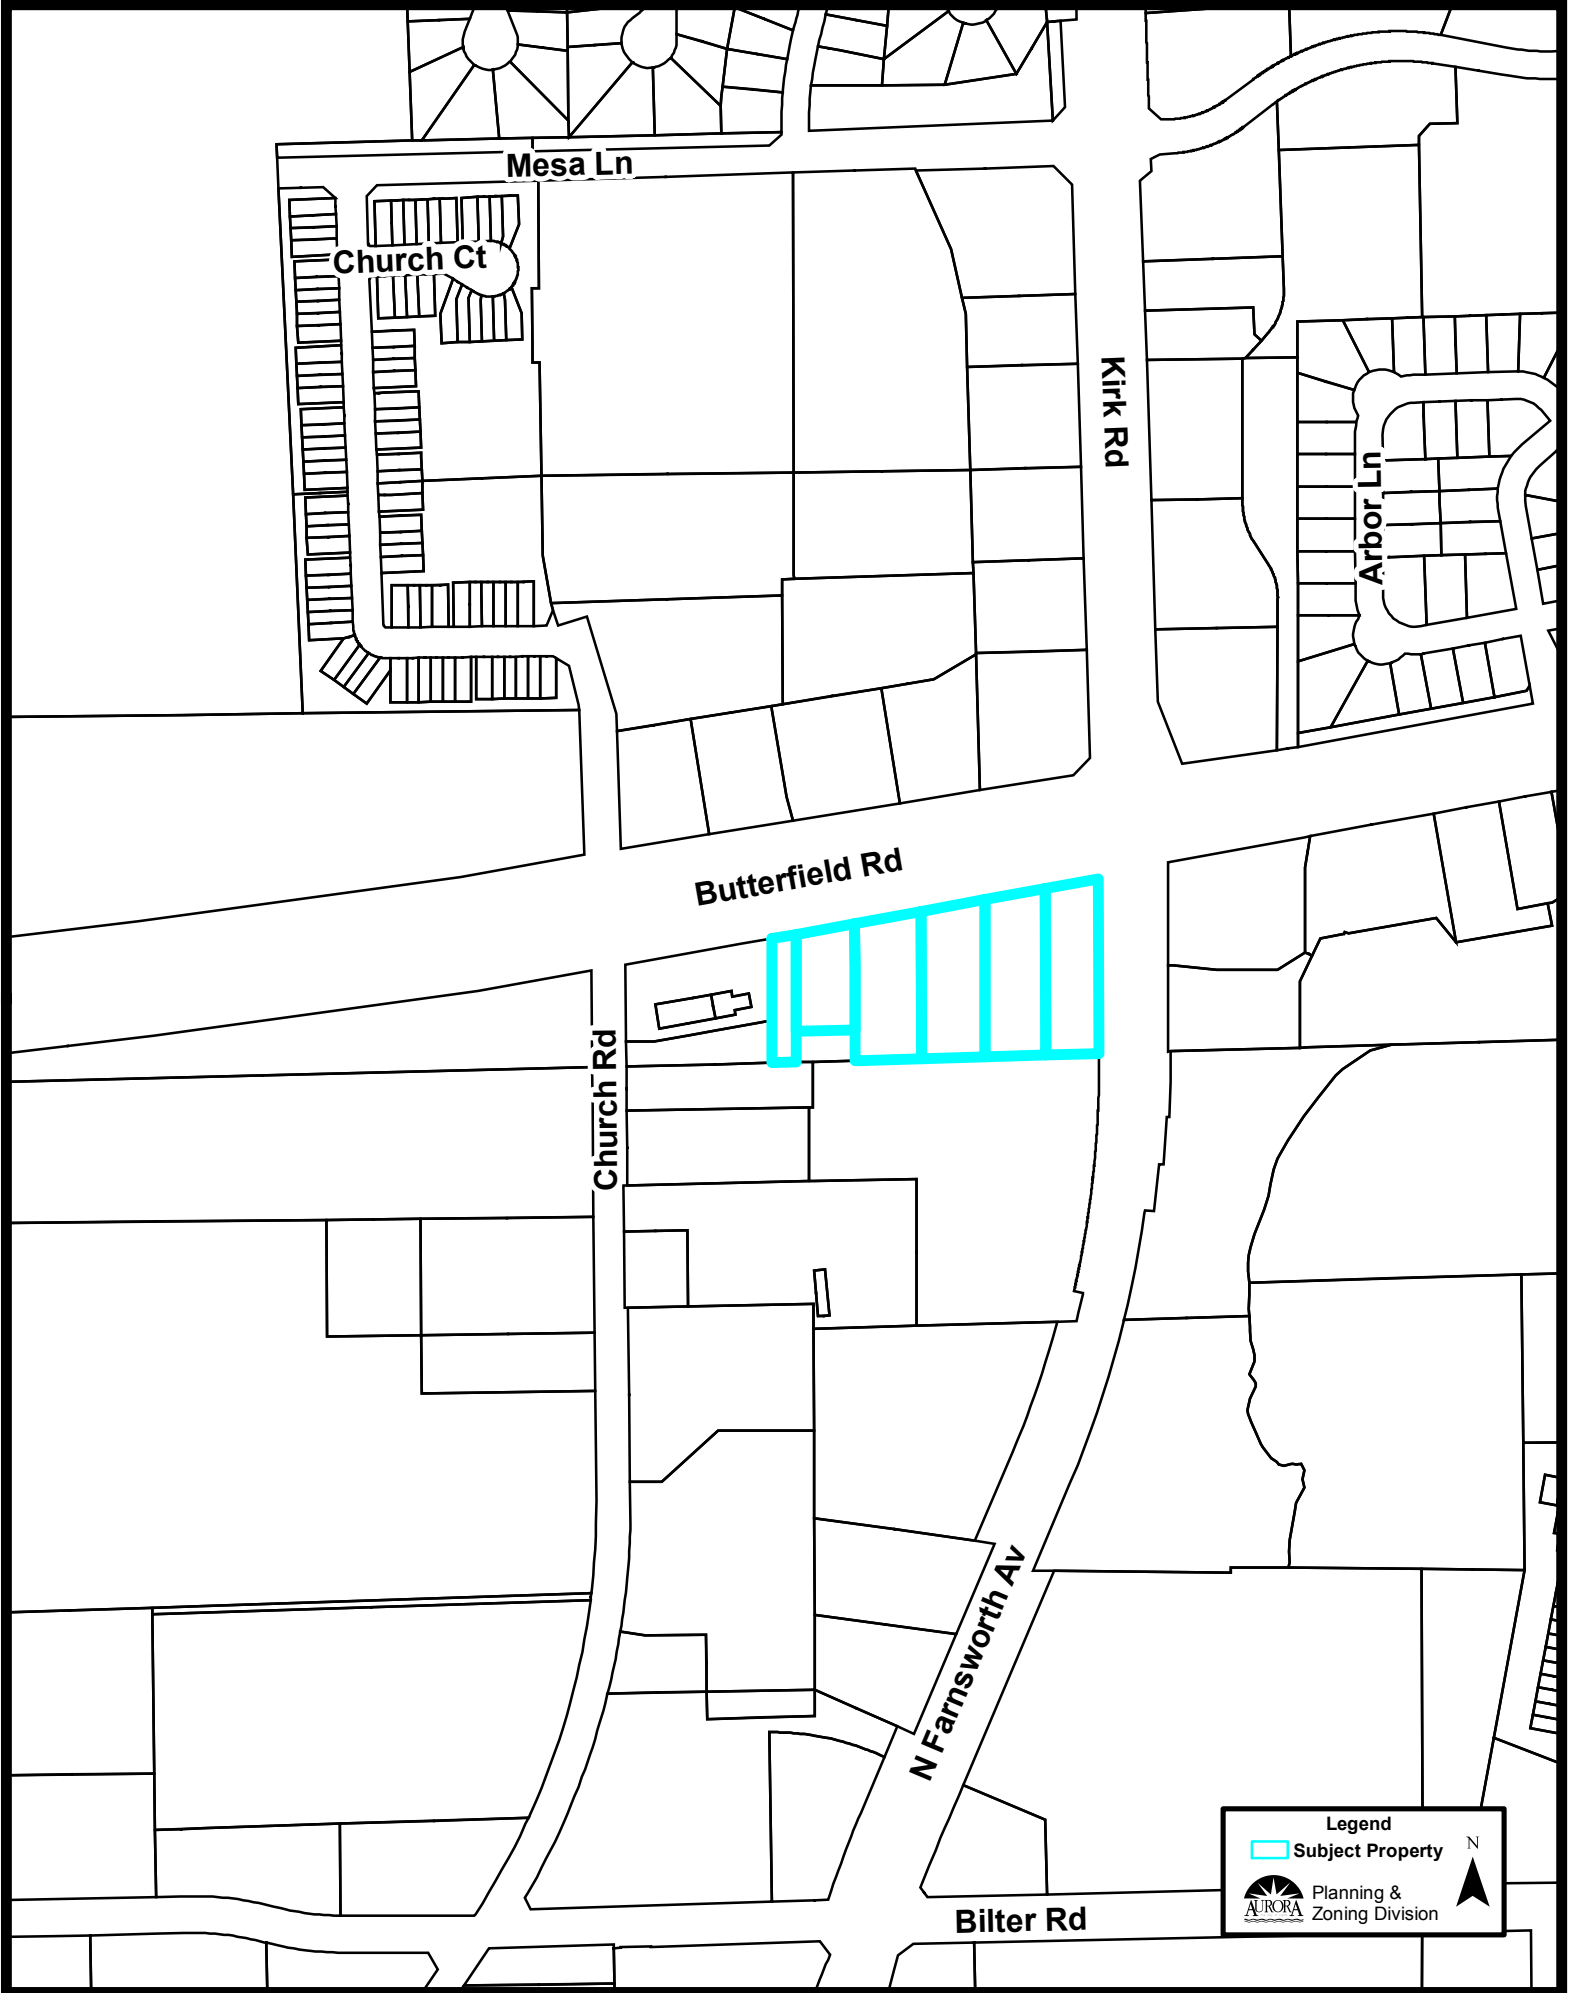 Mesa Ln
Church Ct
Kirk Rd
Arbor Ln
Butterfield Rd
Church Rd
N Farnsworth Av
Legend
Subject Property
N
AURORA
Planning &
Zoning Division
Bilter Rd